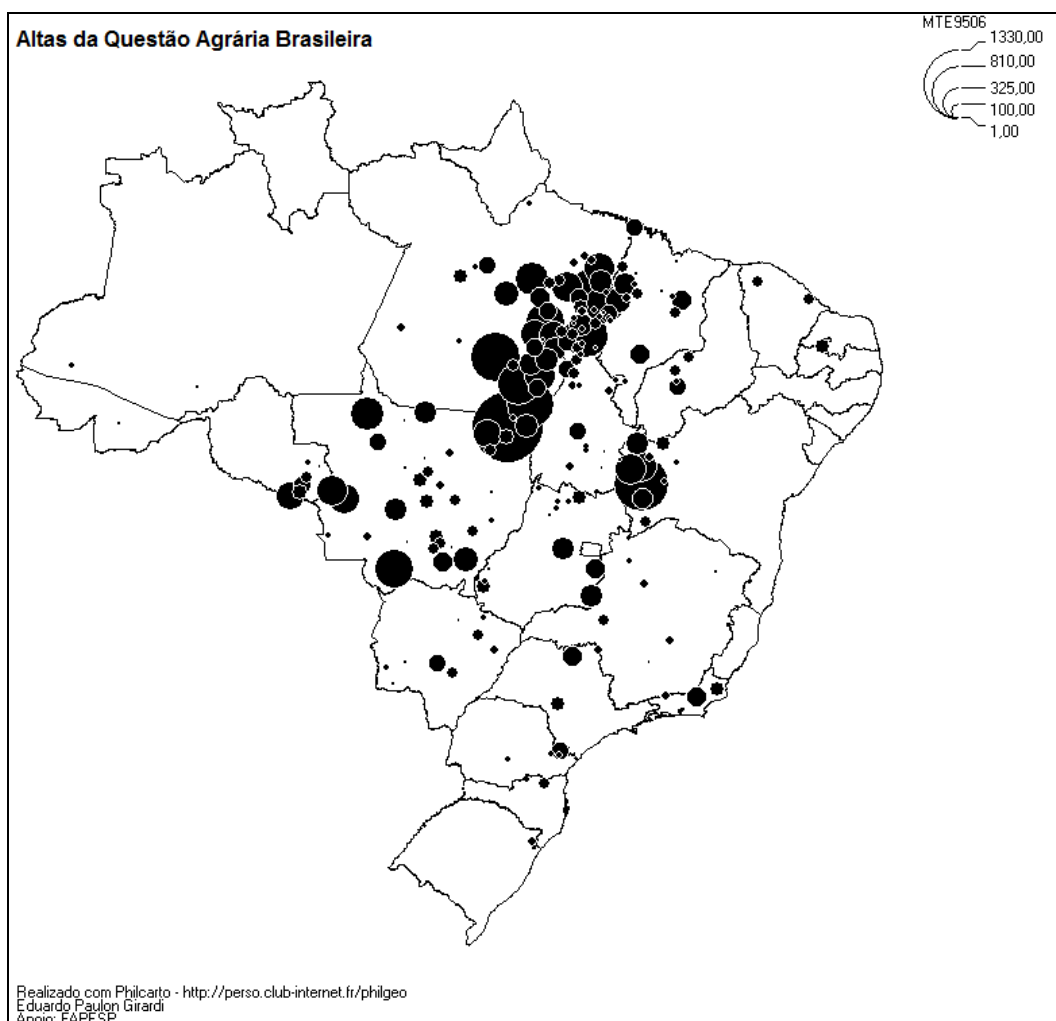 Altas da Questão Agrária Brasileira
MTE9506
1330,00
810,00
325,00
100,00
1,00
Realizado com Philcarto - http://perso.club-internet.fr/philgeo
Eduardo Paulon Girardi
Apoio: FAPESP